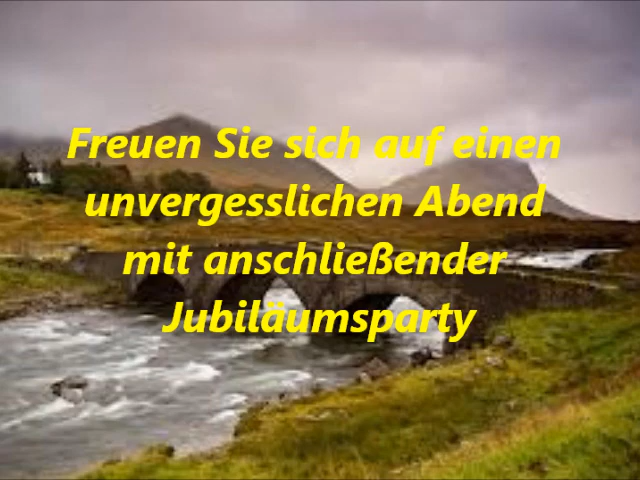 Freuen Sie sich auf einen
unvergesslichen Abend
mit anschließender
Jubiläumsparty